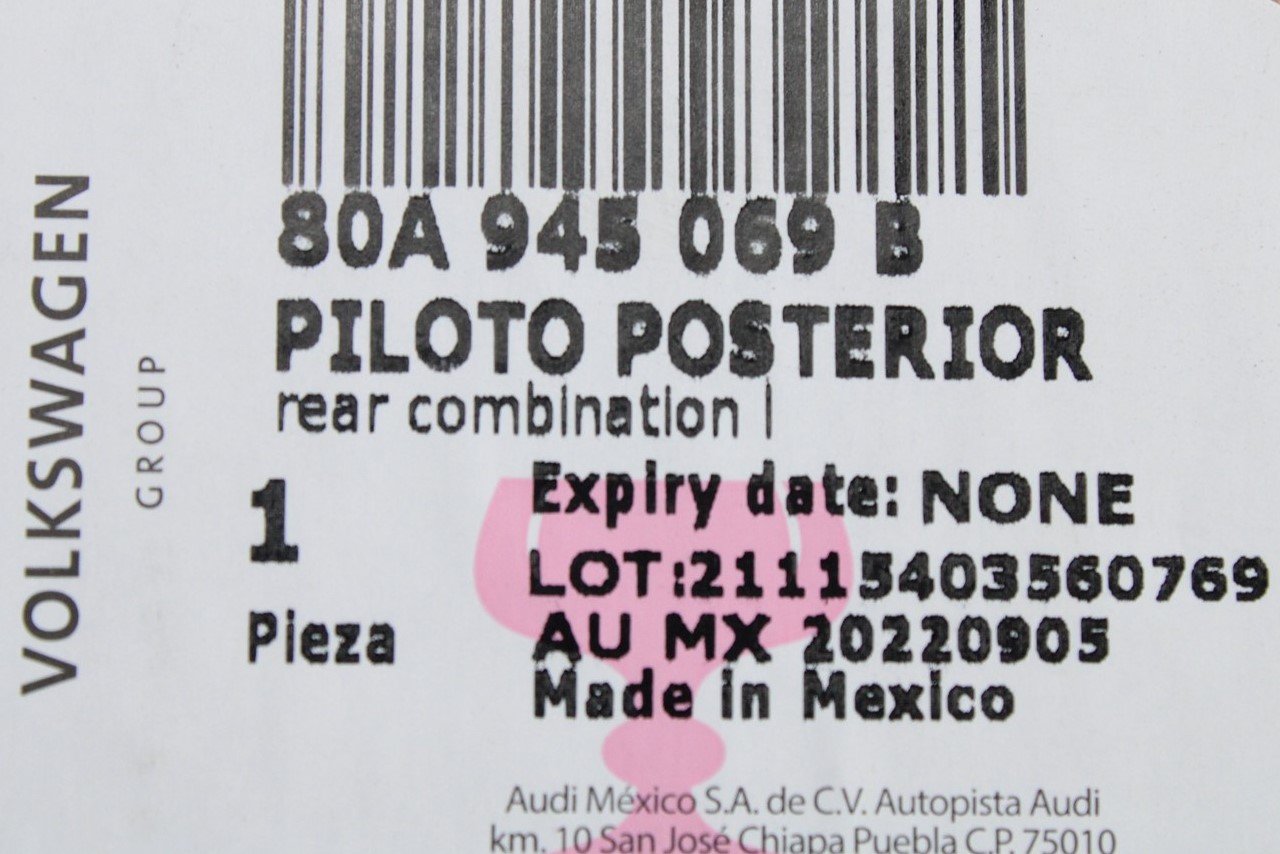 VOLKSWAGEN
GROUP
80A 945 069 B
PILOTO POSTERIOR
rear combination l
1
Pieza
Expiry date: NONE
LOT:21115403560769
AU MX 20220905
Made in Mexico
Audi México S.A. de C.V. Autopista Audi
km. 10 San José Chiapa Puebla C.P. 75010